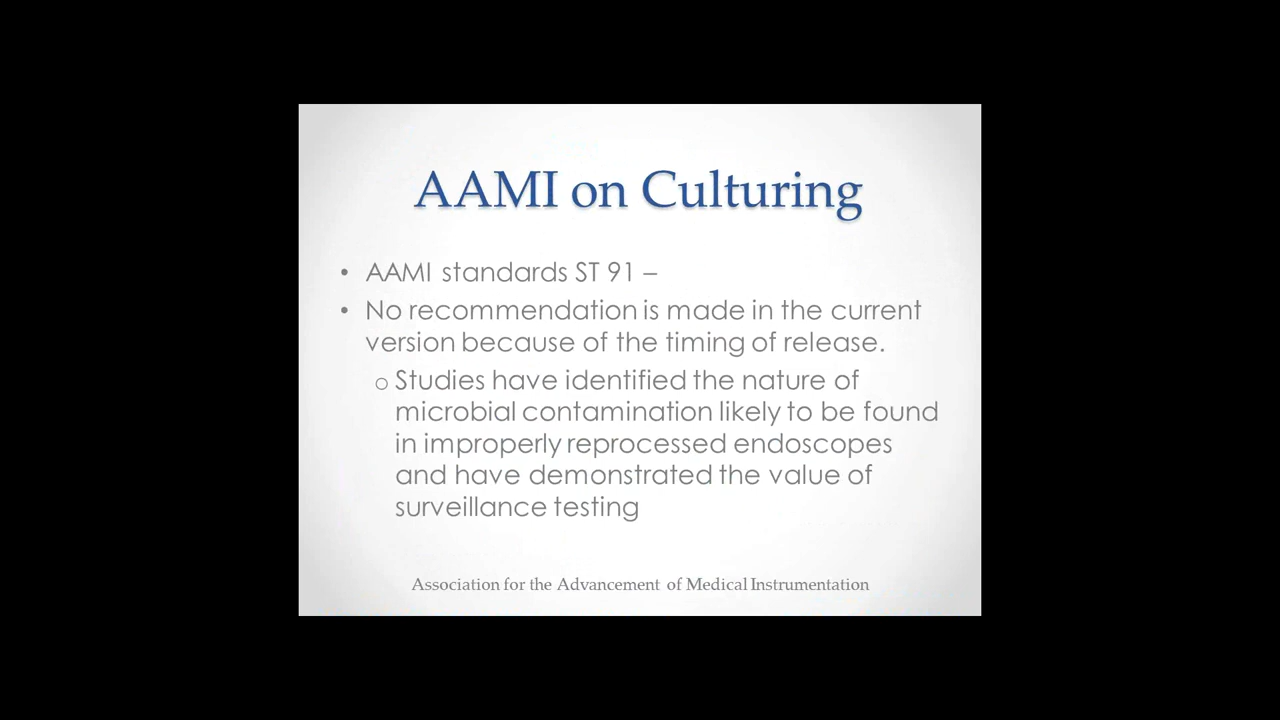 AAMI on Culturing
• AAMI standards ST 91 –
• No recommendation is made in the current
version because of the timing of release.
o Studies have identified the nature of
microbial contamination likely to be found
in improperly reprocessed endoscopes
and have demonstrated the value of
surveillance testing
Association for the Advancement of Medical Instrumentation